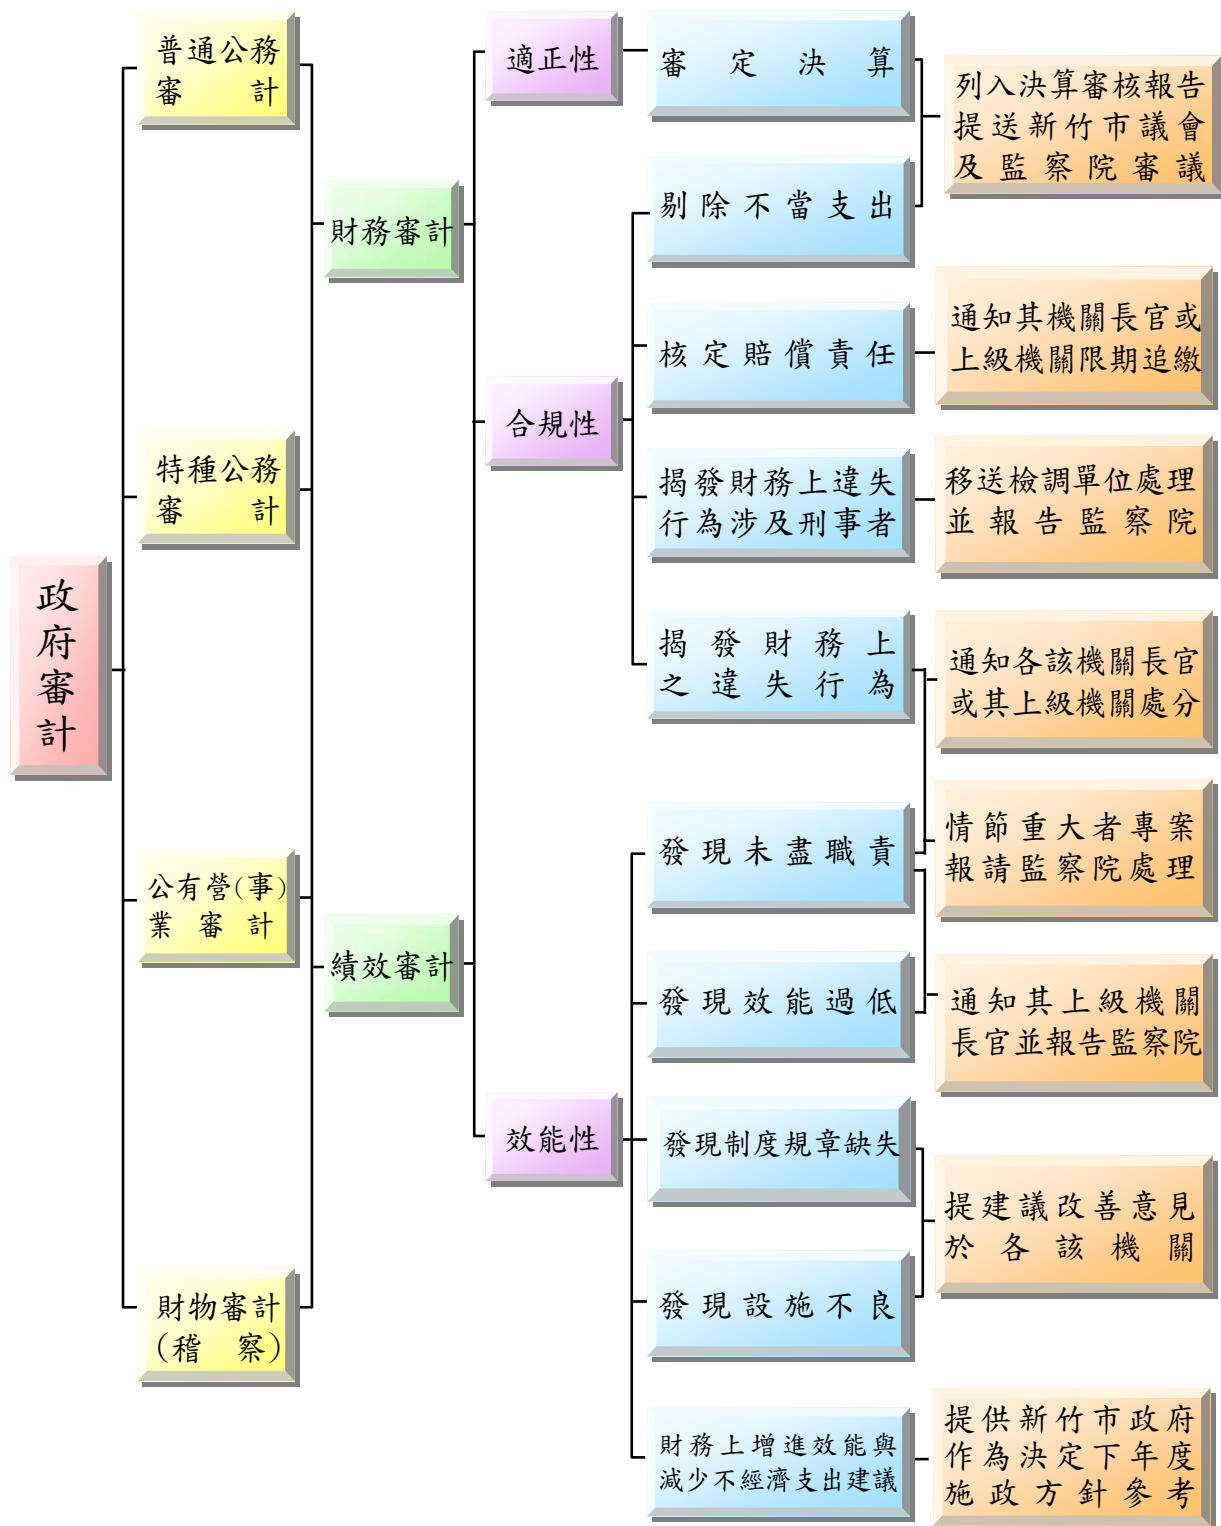 政府審計
普通公務
審計
特種公務
審計
公有營(事)
業審計
財物審計
(稽察)
財務審計
績效審計
適正性
合規性
效能性
審定決算
剔除不當支出
核定賠償責任
揭發財務上違失
行為涉及刑事者
揭發財務上
之違失行為
發現未盡職責
發現效能過低
發現制度規章缺失
發現設施不良
財務上增進效能與
減少不經濟支出建議
列入決算審核報告
提送新竹市議會
及監察院審議
通知其機關長官或
上級機關限期追繳
移送檢調單位處理
並報告監察院
通知各該機關長官
或其上級機關處分
情節重大者專案
報請監察院處理
通知其上級機關
長官並報告監察院
提建議改善意見
於各該機關
提供新竹市政府
作為決定下年度
施政方針參考